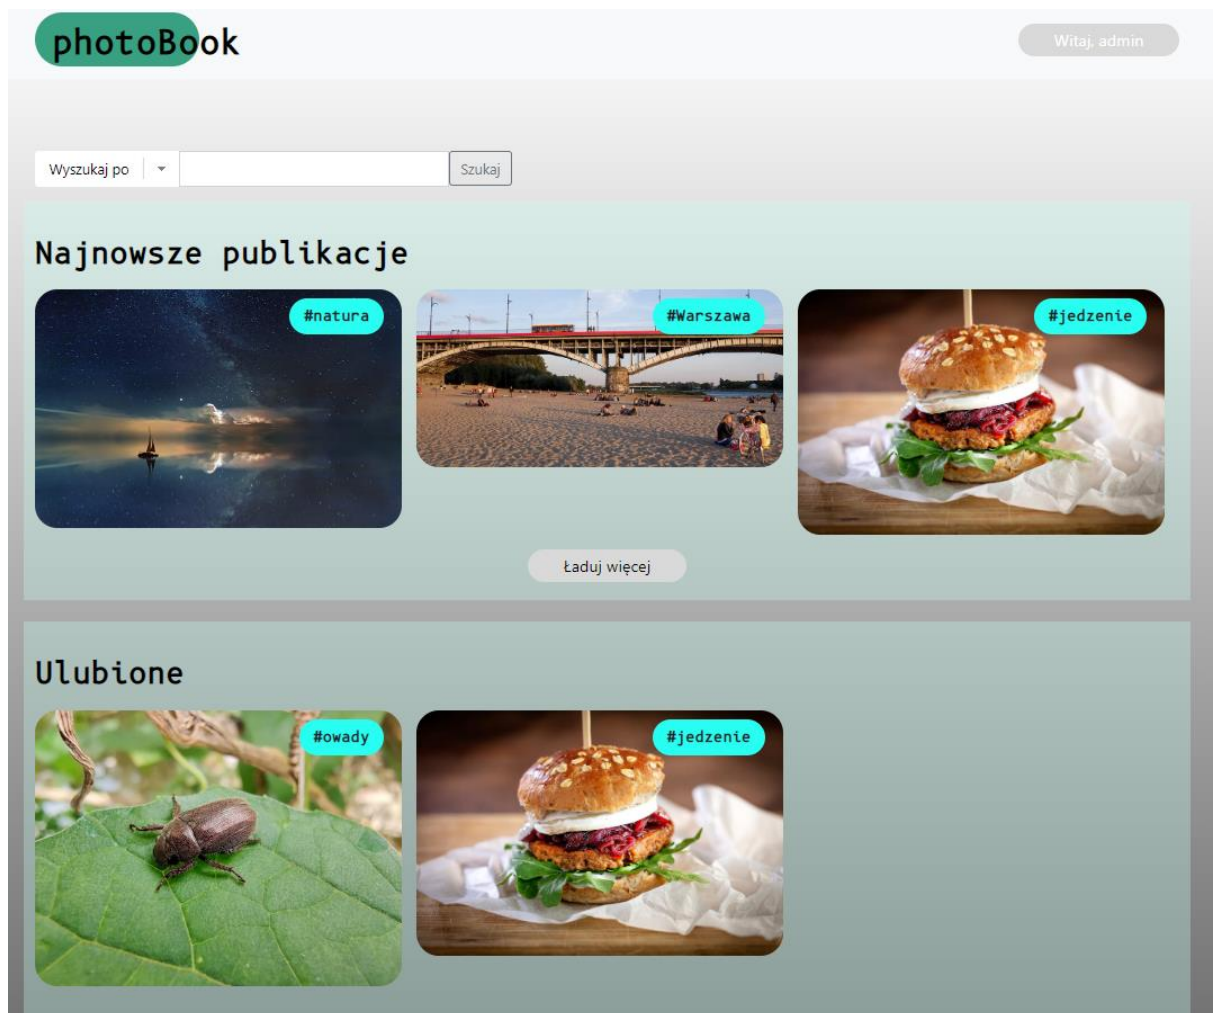 photoBook
Witaj, admin
Wyszukaj po
Szukaj
Najnowsze publikacje
#natura
#Warszawa
#jedzenie
Ładuj więcej
Ulubione
#owady
#jedzenie